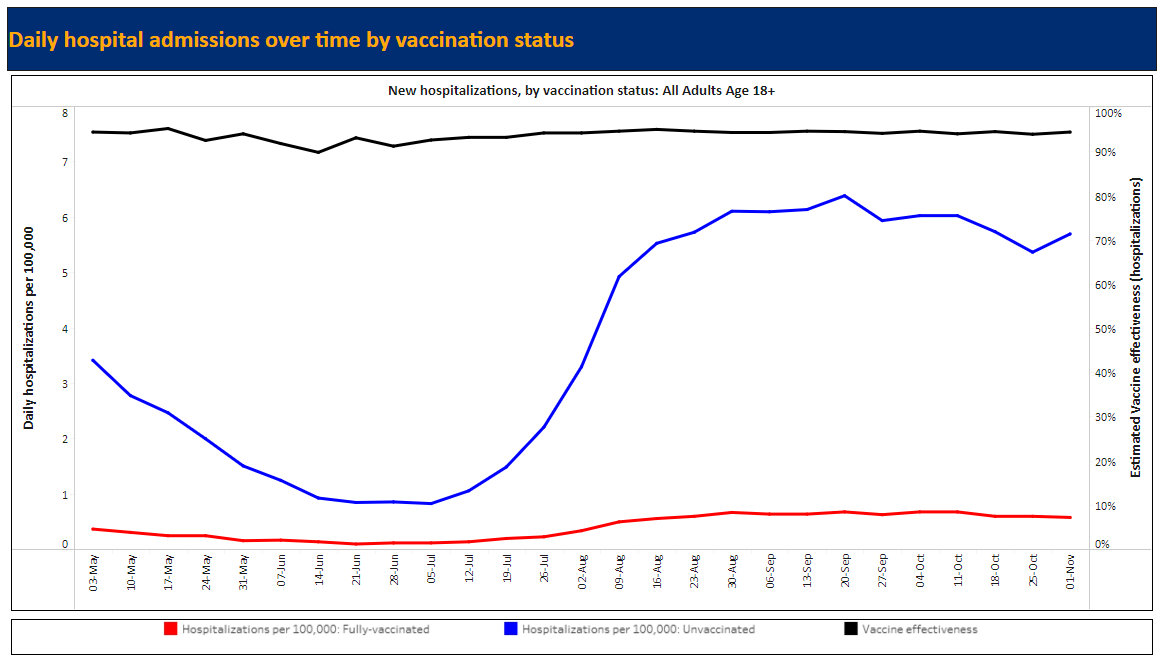 Daily hospital admissions over time by vaccination status
New hospitalizations, by vaccination status: All Adults Age 18+
Daily hospitalizations per 100,000
8
7
6
5
4
3
2
1
0
100%
90%
80%
70%
60%
50%
40%
30%
20%
10%
0%
Estimated Vaccine effectiveness (hospitalizations)
03-May
10-May
17-May
24-May
31-May
07-Jun
14-Jun
21-Jun
28-Jun
05-Jul
12-Jul
19-Jul
26-Jul
02-Aug
09-Aug
16-Aug
23-Aug
30-Aug
06-Sep
13-Sep
20-Sep
27-Sep
04-Oct
11-Oct
18-Oct
25-Oct
01-Nov
Hospitalizations per 100,000: Fully-vaccinated
Hospitalizations per 100,000: Unvaccinated
Vaccine effectiveness